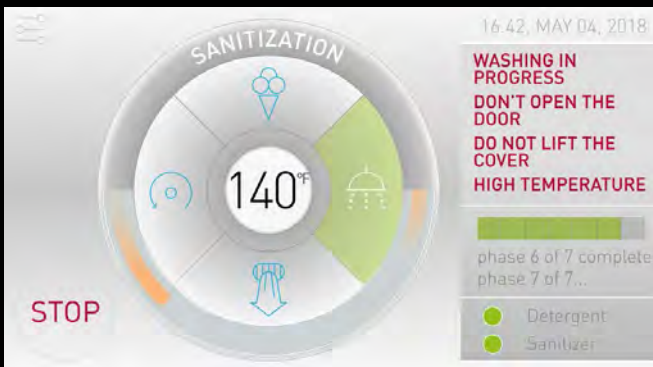 16:42, MAY 04, 2018
SANITIZATION
WASHING IN
PROGRESS
DON'T OPEN THE
DOOR
DO NOT LIFT THE
COVER
HIGH TEMPERATURE
140°F
phase 6 of 7 complete
phase 7 of 7...
STOP
Detergent
Sanitizer